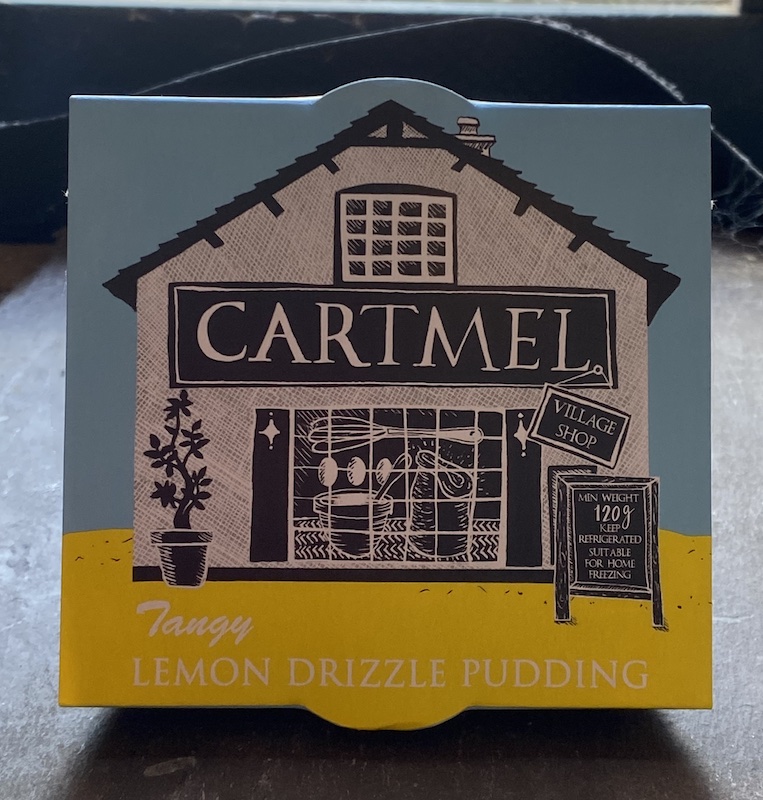 CARTMEL
VILLAGE
SHOP
MIN WEIGHT
120g
KEEP
REFRIGERATED
SUITABLE
FOR HOME
FREEZING
Tangy
LEMON DRIZZLE PUDDING